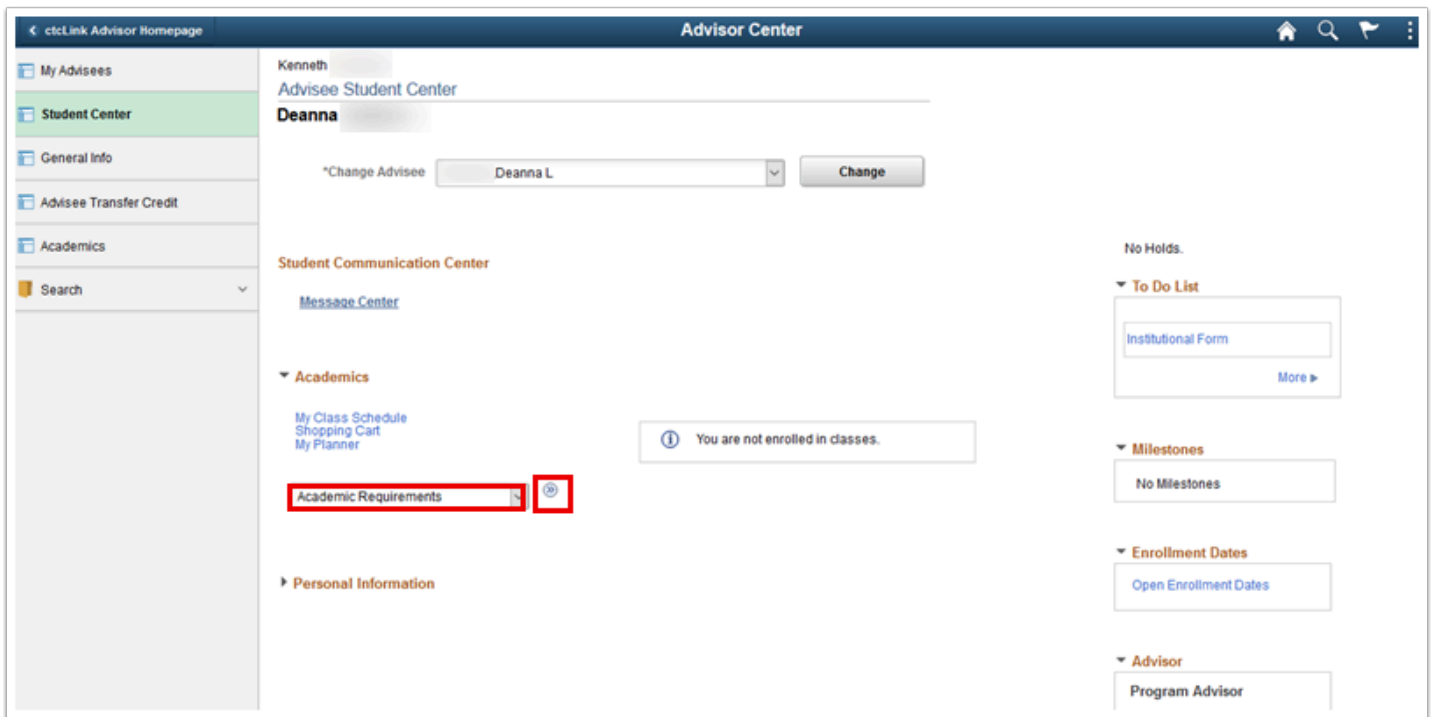 ctcLink Advisor Homepage
Advisor Center
My Advisees
Student Center
General Info
Advisee Transfer Credit
Academics
Search
Kenneth
Advisee Student Center
Deanna
*Change Advisee
Deanna L
Change
Student Communication Center
Message Center
Academics
My Class Schedule
Shopping Cart
My Planner
You are not enrolled in classes.
Academic Requirements
Personal Information
No Holds.
To Do List
Institutional Form
More
Milestones
No Milestones
Enrollment Dates
Open Enrollment Dates
Advisor
Program Advisor